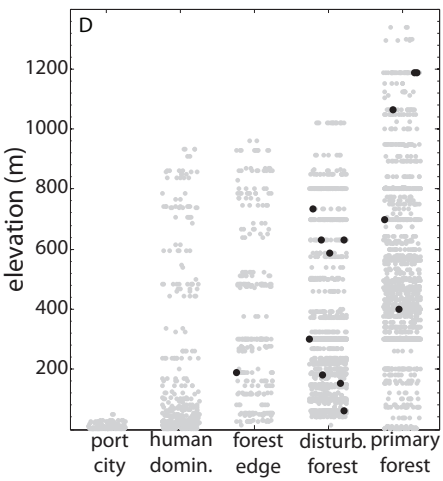 D
1200
1000
800
600
400
200
elevation (m)
port city
human domin.
forest edge
disturb. forest
primary forest